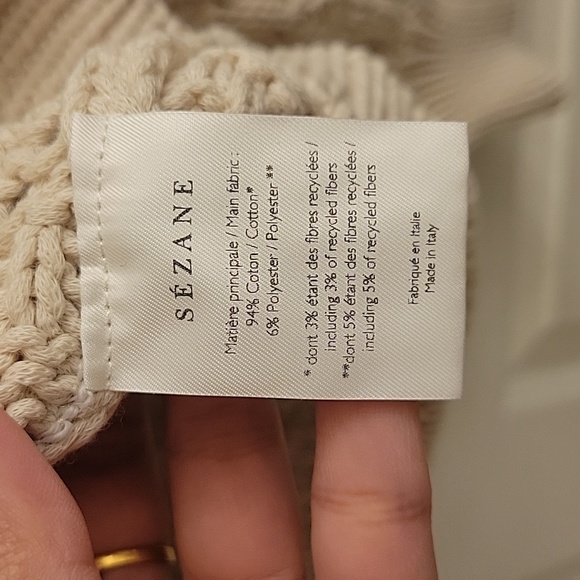 SÉZANE
Matière principale / Main fabric :
94% Coton / Cotton*
6% Polyester / Polyester **
* dont 3% étant des fibres recyclées /
including 3% of recycled fibers
**dont 5% étant des fibres recyclées /
including 5% of recycled fibers
Fabriqué en Italie
Made in Italy